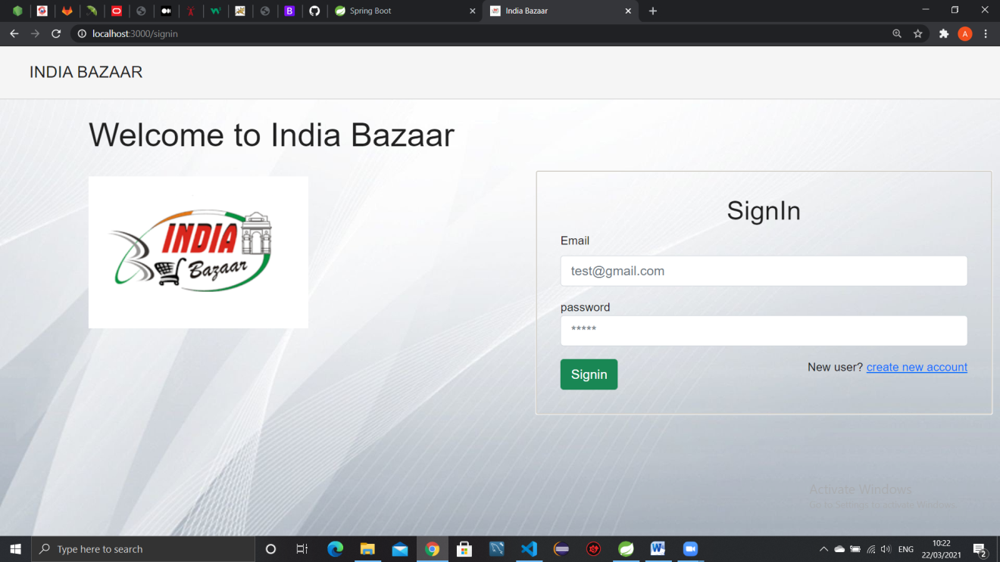 Spring Boot
India Bazaar
localhost:3000/signin
A
INDIA BAZAAR
Welcome to India Bazaar
INDIA
Bazaar
SignIn
Email
test@gmail.com
password
*****
Signin
New user? create new account
Activate Windows
Go to Settings to activate Windows.
Type here to search
ENG
10:22
22/03/2021
2